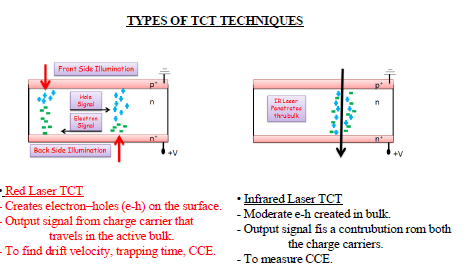 TYPES OF TCT TECHNIQUES
Front Side Illumination
p+
Hole
Signal
n
Electron
Signal
n+
Back Side Illumination
+V
p+
IR Laser
Penetrates
thru bulk
n
n+
+V
· Red Laser TCT
- Creates electron–holes (e-h) on the surface.
- Output signal from charge carrier that
travels in the active bulk.
- To find drift velocity, trapping time, CCE.
• Infrared Laser TCT
- Moderate e-h created in bulk.
- Output signal fis a contrubution rom both
the charge carriers.
- To measure CCE.